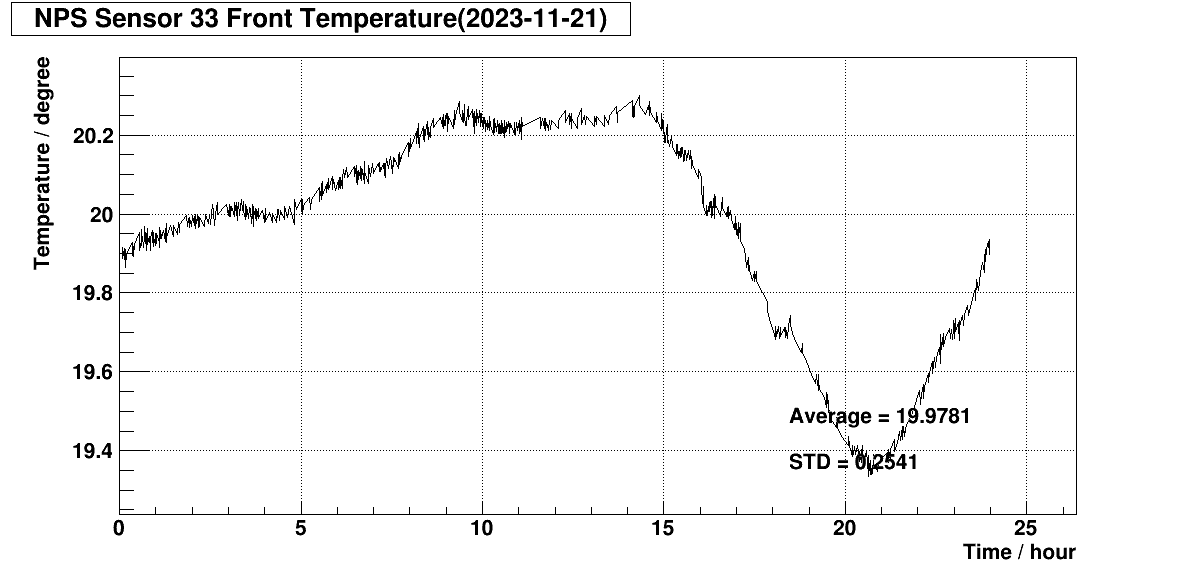 NPS Sensor 33 Front Temperature(2023-11-21)
Temperature / degree
20.2
20
19.8
19.6
19.4
Average = 19.9781
STD = 0.2541
0 5 10 15 20 25
Time / hour